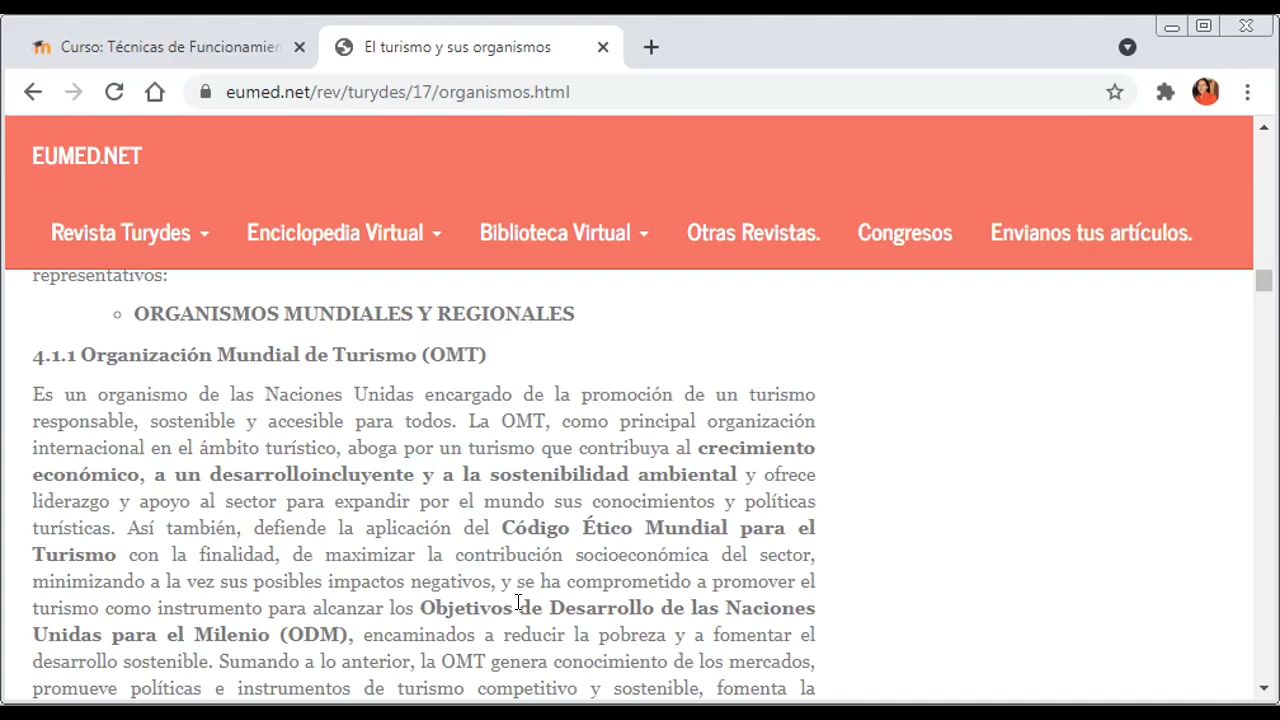 Curso: Técnicas de Funcionamien
El turismo y sus organismos
eumed.net/rev/turydes/17/organismos.html
EUMED.NET
Revista Turydes
Enciclopedia Virtual
Biblioteca Virtual
Otras Revistas.
Congresos
Envianos tus artículos.
representativos:
ORGANISMOS MUNDIALES Y REGIONALES
4.1.1 Organización Mundial de Turismo (OMT)
Es un organismo de las Naciones Unidas encargado de la promoción de un turismo
responsable, sostenible y accesible para todos. La OMT, como principal organización
internacional en el ámbito turístico, aboga por un turismo que contribuya al crecimiento
económico, a un desarrolloincluyente y a la sostenibilidad ambiental y ofrece
liderazgo y apoyo al sector para expandir por el mundo sus conocimientos y políticas
turísticas. Así también, defiende la aplicación del Código Ético Mundial para el
Turismo con la finalidad, de maximizar la contribución socioeconómica del sector,
minimizando a la vez sus posibles impactos negativos, y se ha comprometido a promover el
turismo como instrumento para alcanzar los Objetivos de Desarrollo de las Naciones
Unidas para el Milenio (ODM), encaminados a reducir la pobreza y a fomentar el
desarrollo sostenible. Sumando a lo anterior, la OMT genera conocimiento de los mercados,
promueve políticas e instrumentos de turismo competitivo y sostenible, fomenta la